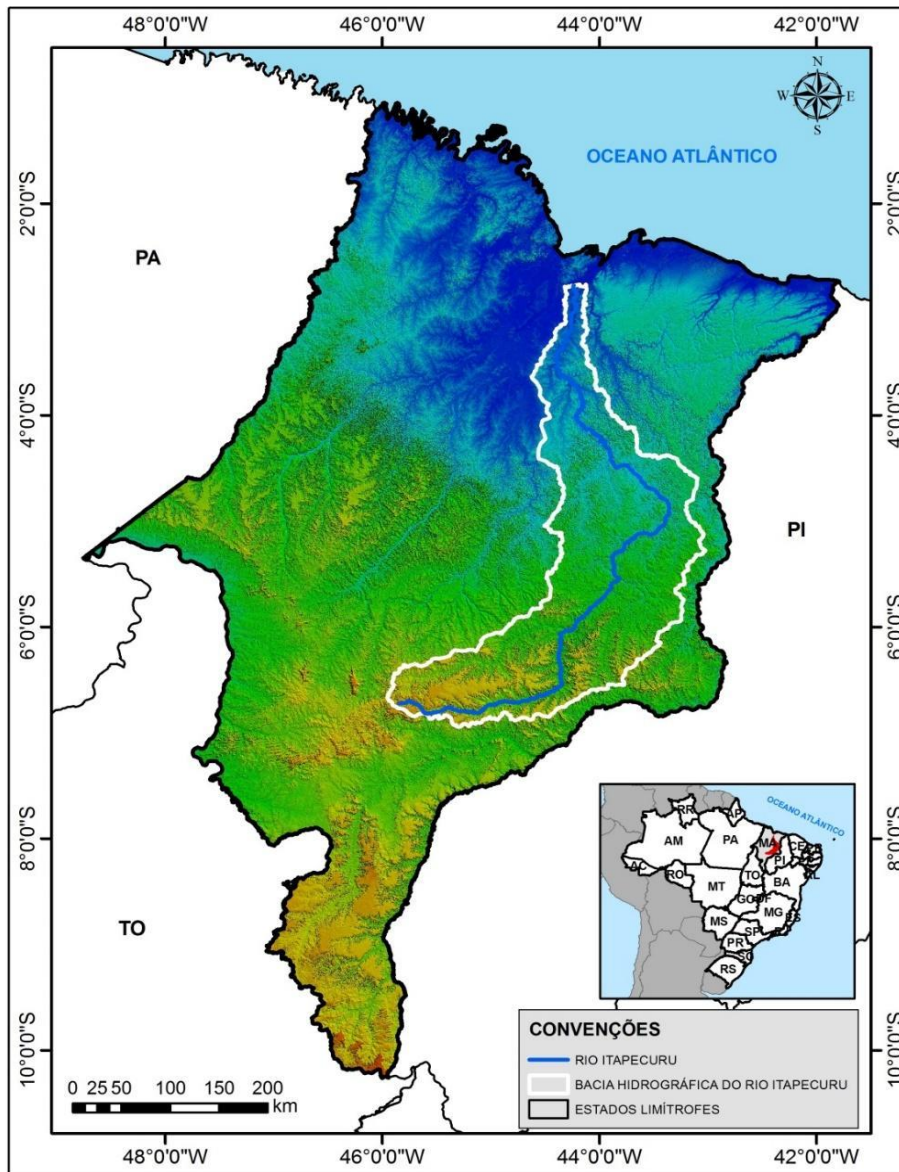 48°0'0"W 46°0'0"W 44°0'0"W 42°0'0"W
N
W E
S
OCEANO ATLÂNTICO
2°0'0"S 2°0'0"S
PA
4°0'0"S 4°0'0"S
PI
6°0'0"S 6°0'0"S
8°0'0"S 8°0'0"S
TO
10°0'0"S 10°0'0"S
OCEANO ATLÂNTICO
RR AP
AM PA MA CE
PI
AC RO TO
MT BA
GO DF
MG ES
MS
SP RJ
PR
SC
RS
CONVENÇÕES
RIO ITAPECURU
BACIA HIDROGRÁFICA DO RIO ITAPECURU
ESTADOS LIMÍTROFES
0 25 50 100 150 200
km
48°0'0"W 46°0'0"W 44°0'0"W 42°0'0"W